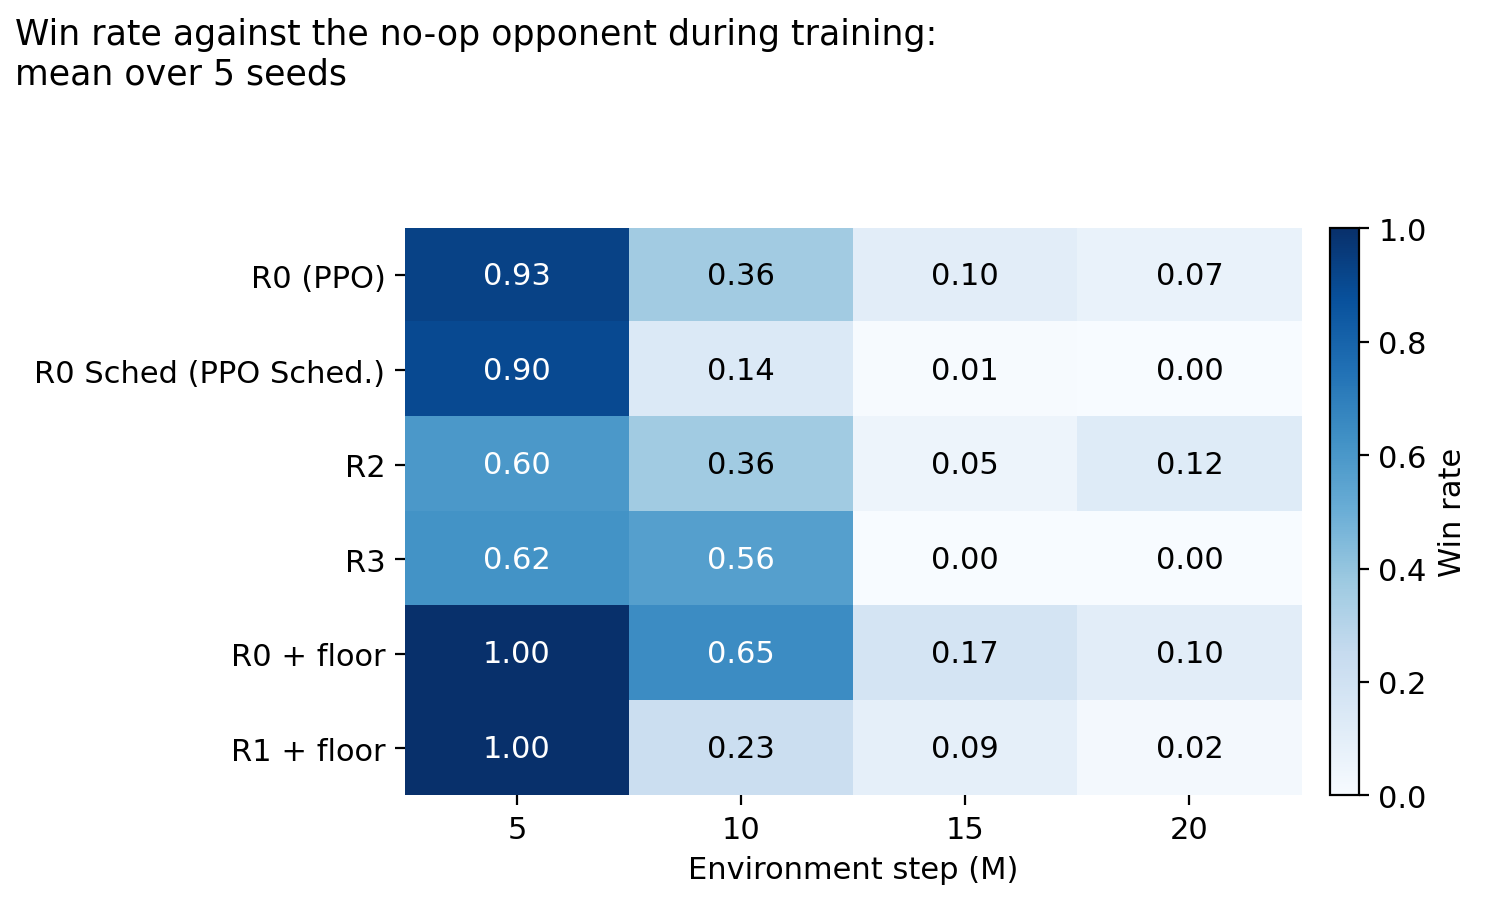 Win rate against the no-op opponent during training:
mean over 5 seeds
R0 (PPO) 0.93 0.36 0.10 0.07
R0 Sched (PPO Sched.) 0.90 0.14 0.01 0.00
R2 0.60 0.36 0.05 0.12
R3 0.62 0.56 0.00 0.00
R0 + floor 1.00 0.65 0.17 0.10
R1 + floor 1.00 0.23 0.09 0.02
5 10 15 20
Environment step (M)
1.0
0.8
0.6
0.4
0.2
0.0
Win rate